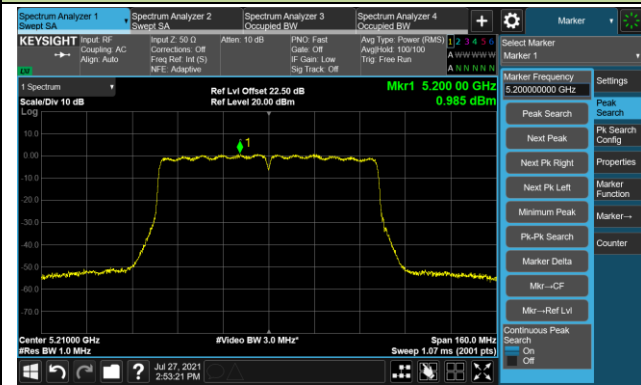 Spectrum Analyzer 1
Swept SA
Spectrum Analyzer 2
Swept SA
Spectrum Analyzer 3
Occupied BW
Spectrum Analyzer 4
Occupied BW
+
Marker
KEYSIGHT
Input: RF
Coupling: AC
Align: Auto
Input Z: 50 Ω
Corrections: Off
Freq Ref: Int (S)
NFE: Adaptive
Atten: 10 dB
PNO: Fast
Gate: Off
IF Gain: Low
Sig Track: Off
Avg Type: Power (RMS)
Avg|Hold: 100/100
Trig: Free Run
1 2 3 4 5 6
A W W W W W
A N N N N N
Select Marker
Marker 1
1 Spectrum
Scale/Div 10 dB
Log
Ref Lvl Offset 22.50 dB
Ref Level 20.00 dBm
Mkr1 5.200 00 GHz
0.985 dBm
10.0
0.00
-10.0
-20.0
-30.0
-40.0
-50.0
-60.0
-70.0
1
Center 5.21000 GHz
#Res BW 1.0 MHz
#Video BW 3.0 MHz*
Span 160.0 MHz
Sweep 1.07 ms (2001 pts)
Marker Frequency
5.200000000 GHz
Peak Search
Next Peak
Next Pk Right
Next Pk Left
Minimum Peak
Pk-Pk Search
Marker Delta
Mkr→CF
Mkr→Ref Lvl
Continuous Peak
Search
On
Off
Settings
Peak
Search
Pk Search
Config
Properties
Marker
Function
Marker→
Counter
?
Jul 27, 2021
2:53:21 PM